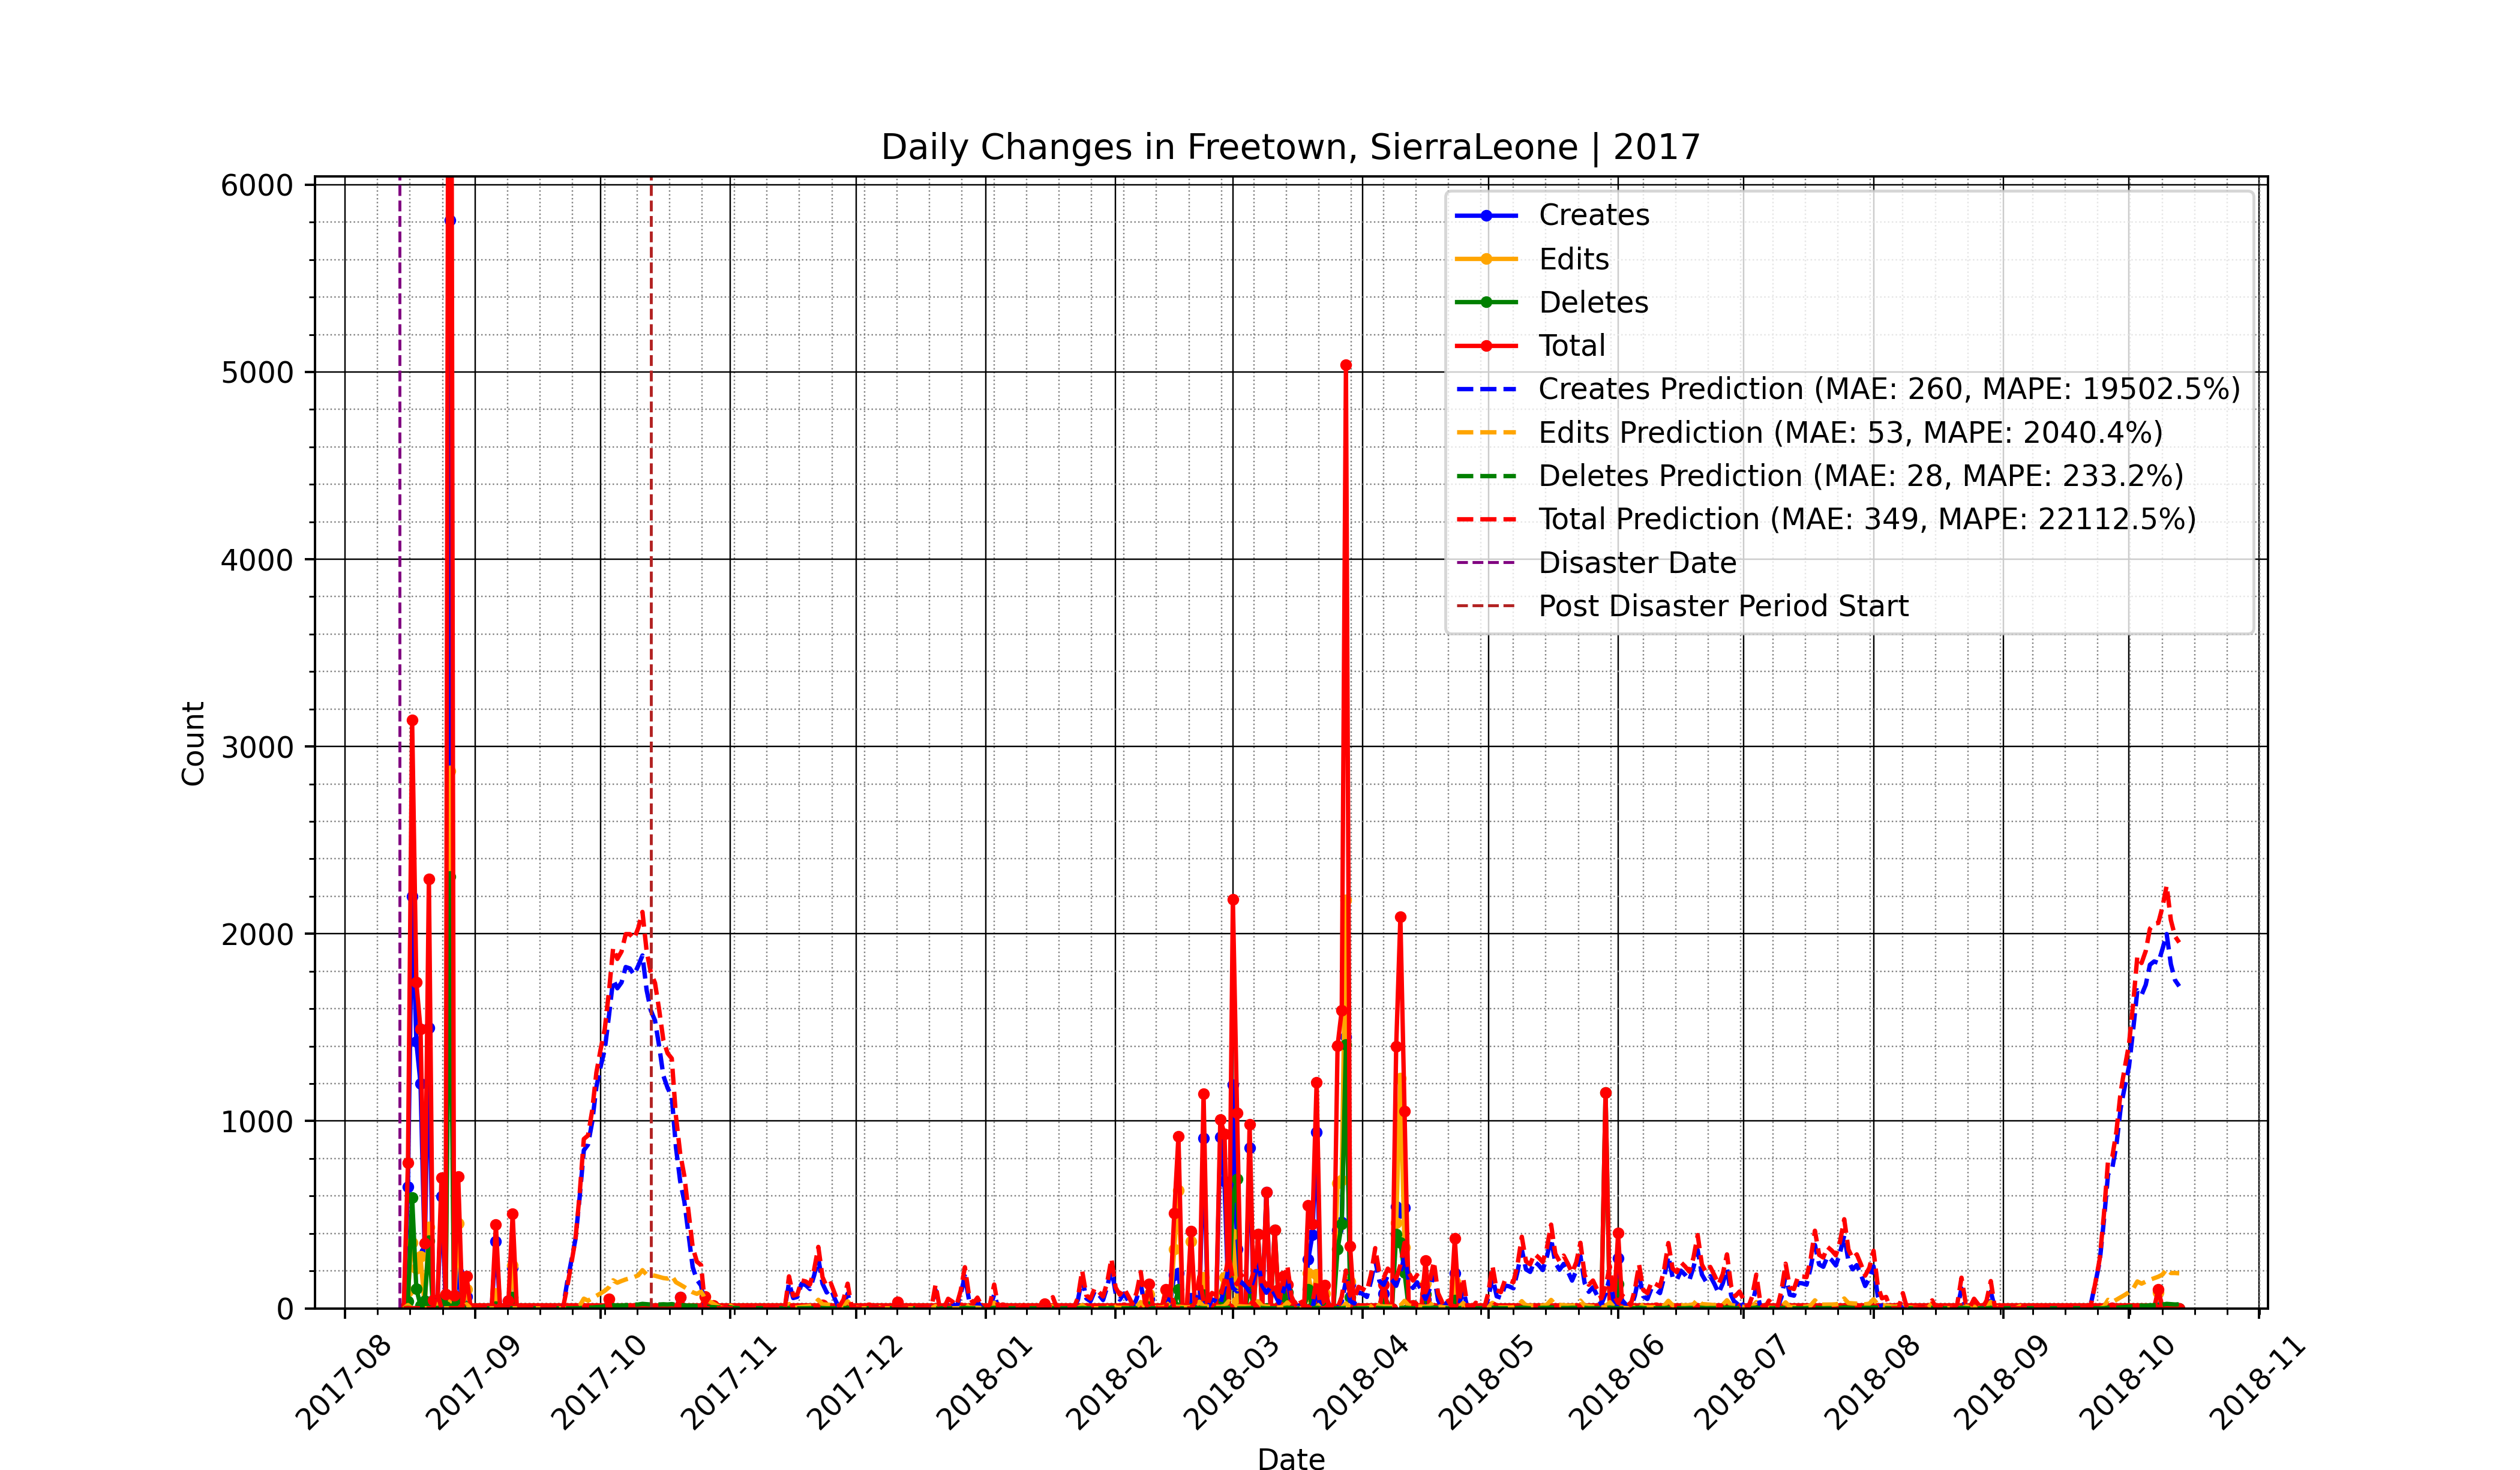 Daily Changes in Freetown, SierraLeone | 2017
6000
5000
4000
3000
2000
1000
0
Count
Creates
Edits
Deletes
Total
Creates Prediction (MAE: 260, MAPE: 19502.5%)
Edits Prediction (MAE: 53, MAPE: 2040.4%)
Deletes Prediction (MAE: 28, MAPE: 233.2%)
Total Prediction (MAE: 349, MAPE: 22112.5%)
Disaster Date
Post Disaster Period Start
2017-08
2017-09
2017-10
2017-11
2017-12
2018-01
2018-02
2018-03
2018-04
2018-05
2018-06
2018-07
2018-08
2018-09
2018-10
2018-11
Date